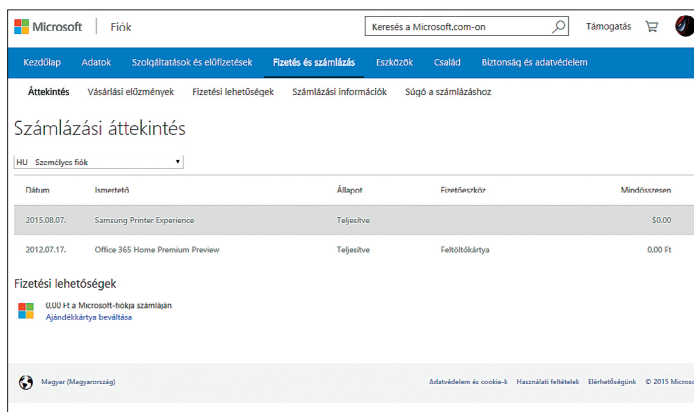 Microsoft Fiók Keresés a Microsoft.com-on Támogatás
Kezdőlap Adatok Szolgáltatások és előfizetések Fizetés és számlázás Eszközök Család Biztonság és adatvédelem
Áttekintés Vásárlási előzmények Fizetési lehetőségek Számlázási információk Súgó a számlázáshoz
Számlázási áttekintés
HU Személyes fiók
Dátum Ismertető Állapot Fizetőeszköz Mindösszesen
2015.08.07. Samsung Printer Experience Teljesítve $0.00
2012.07.17. Office 365 Home Premium Preview Teljesítve Feltöltőkártya 0,00 Ft
Fizetési lehetőségek
0,00 Ft a Microsoft-fiókja számláján
Ajándékkártya beváltása
Magyar (Magyarország) Adatvédelem és cookie-k Használati feltételek Elérhetőségünk © 2015 Microso